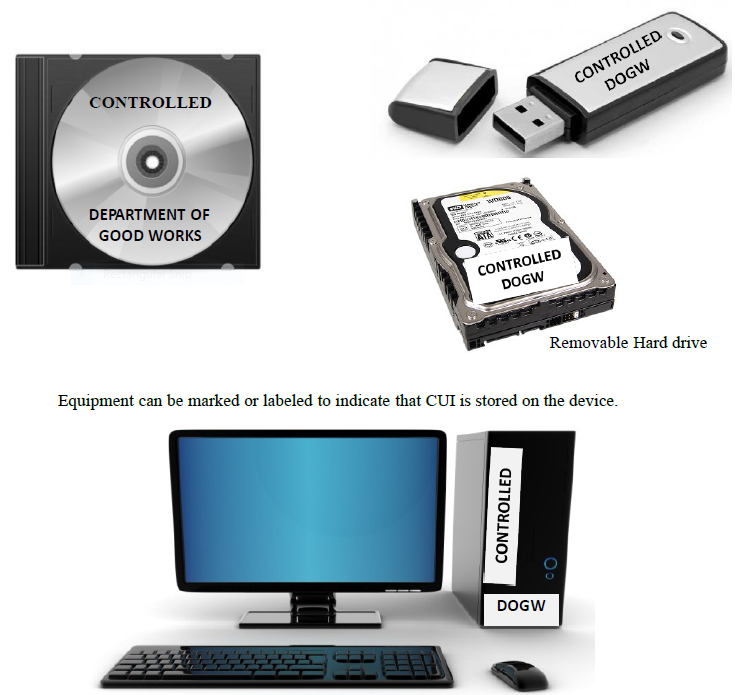 CONTROLLED
DEPARTMENT OF
GOOD WORKS
CONTROLLED
DOGW
CONTROLLED
DOGW
Removable Hard drive
Equipment can be marked or labeled to indicate that CUI is stored on the device.
CONTROLLED
DOGW